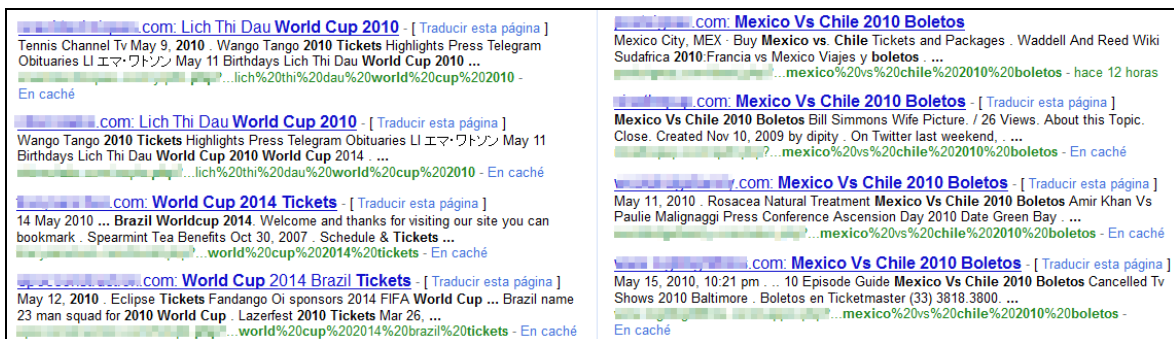 .com: Lich Thi Dau World Cup 2010 - [ Traducir esta página ]
Tennis Channel Tv May 9, 2010 . Wango Tango 2010 Tickets Highlights Press Telegram
Obituaries LI エマ・ワトソン May 11 Birthdays Lich Thi Dau World Cup 2010 ...
?...lich%20thi%20dau%20world%20cup%202010 -
En caché
.com: Lich Thi Dau World Cup 2010 - [ Traducir esta página ]
Wango Tango 2010 Tickets Highlights Press Telegram Obituaries LI エマ・ワトソン May 11
Birthdays Lich Thi Dau World Cup 2010 World Cup 2014 . ...
?...lich%20thi%20dau%20world%20cup%202010 - En caché
.com: World Cup 2014 Tickets - [ Traducir esta página ]
14 May 2010 ... Brazil Worldcup 2014. Welcome and thanks for visiting our site you can
bookmark . Spearmint Tea Benefits Oct 30, 2007 . Schedule & Tickets ...
?...world%20cup%202014%20tickets - En caché
.com: World Cup 2014 Brazil Tickets - [ Traducir esta página ]
May 12, 2010 . Eclipse Tickets Fandango Oi sponsors 2014 FIFA World Cup ... Brazil name
23 man squad for 2010 World Cup . Lazerfest 2010 Tickets Mar 26, ...
?...world%20cup%202014%20brazil%20tickets - En caché
.com: Mexico Vs Chile 2010 Boletos
Mexico City, MEX - Buy Mexico vs. Chile Tickets and Packages . Waddell And Reed Wiki
Sudafrica 2010:Francia vs Mexico Viajes y boletos . ...
?...mexico%20vs%20chile%202010%20boletos - hace 12 horas
.com: Mexico Vs Chile 2010 Boletos - [ Traducir esta página ]
Mexico Vs Chile 2010 Boletos Bill Simmons Wife Picture. / 26 Views. About this Topic.
Close. Created Nov 10, 2009 by dipity . On Twitter last weekend, . ...
?...mexico%20vs%20chile%202010%20boletos - En caché
.com: Mexico Vs Chile 2010 Boletos - [ Traducir esta página ]
May 11, 2010 . Rosacea Natural Treatment Mexico Vs Chile 2010 Boletos Amir Khan Vs
Paulie Malignaggi Press Conference Ascension Day 2010 Date Green Bay . ...
?...mexico%20vs%20chile%202010%20boletos - En caché
.com: Mexico Vs Chile 2010 Boletos - [ Traducir esta página ]
May 15, 2010, 10:21 pm . .. 10 Episode Guide Mexico Vs Chile 2010 Boletos Cancelled Tv
Shows 2010 Baltimore . Boletos en Ticketmaster (33) 3818.3800. ...
?...mexico%20vs%20chile%202010%20boletos -
En caché